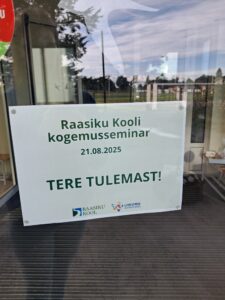 Raasiku Kooli
kogemusseminar
21.08.2025
TERE TULEMAST!
RAASIKU
KOOL